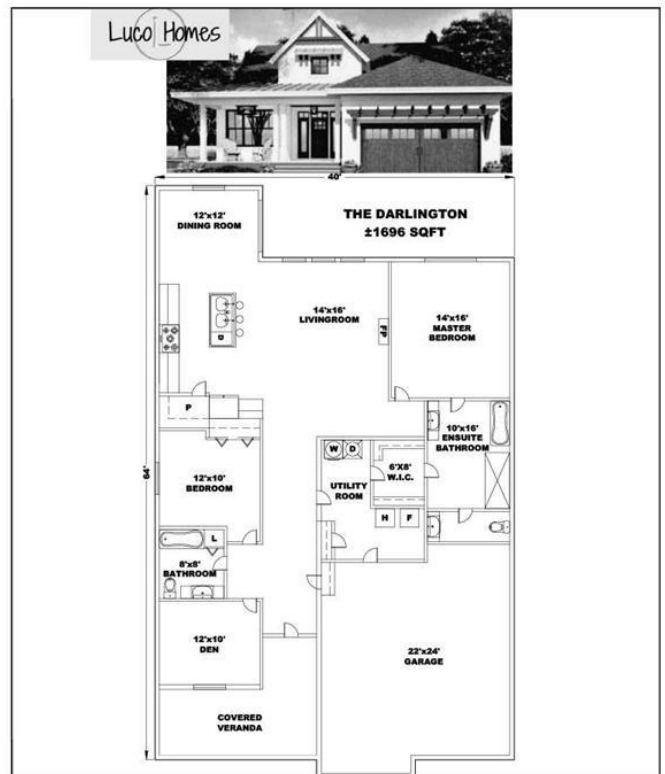 Luco Homes
40'
THE DARLINGTON
±1696 SQFT
12'x12'
DINING ROOM
14'x16'
LIVINGROOM
FP
14'x16'
MASTER
BEDROOM
D
P
64'
12'x10'
BEDROOM
W D
UTILITY
ROOM
6'X8'
W.I.C.
10'x16'
ENSUITE
BATHROOM
H F
L
8'x8'
BATHROOM
12'x10'
DEN
22'x24'
GARAGE
COVERED
VERANDA